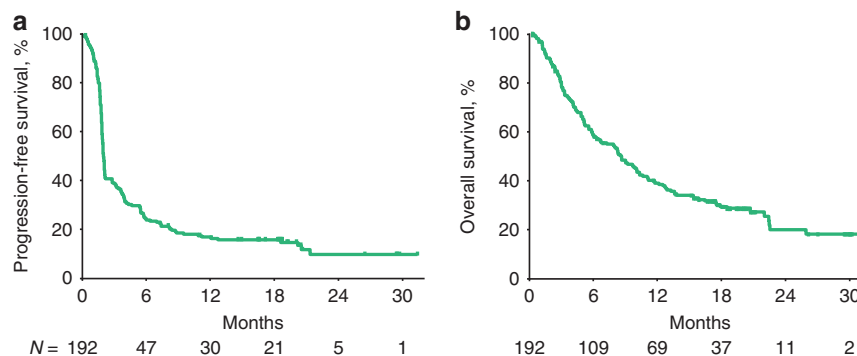 a
Progression-free survival, %
100
80
60
40
20
0
0 6 12 18 24 30
Months
N = 192 47 30 21 5 1
b
Overall survival, %
100
80
60
40
20
0
0 6 12 18 24 30
Months
192 109 69 37 11 2